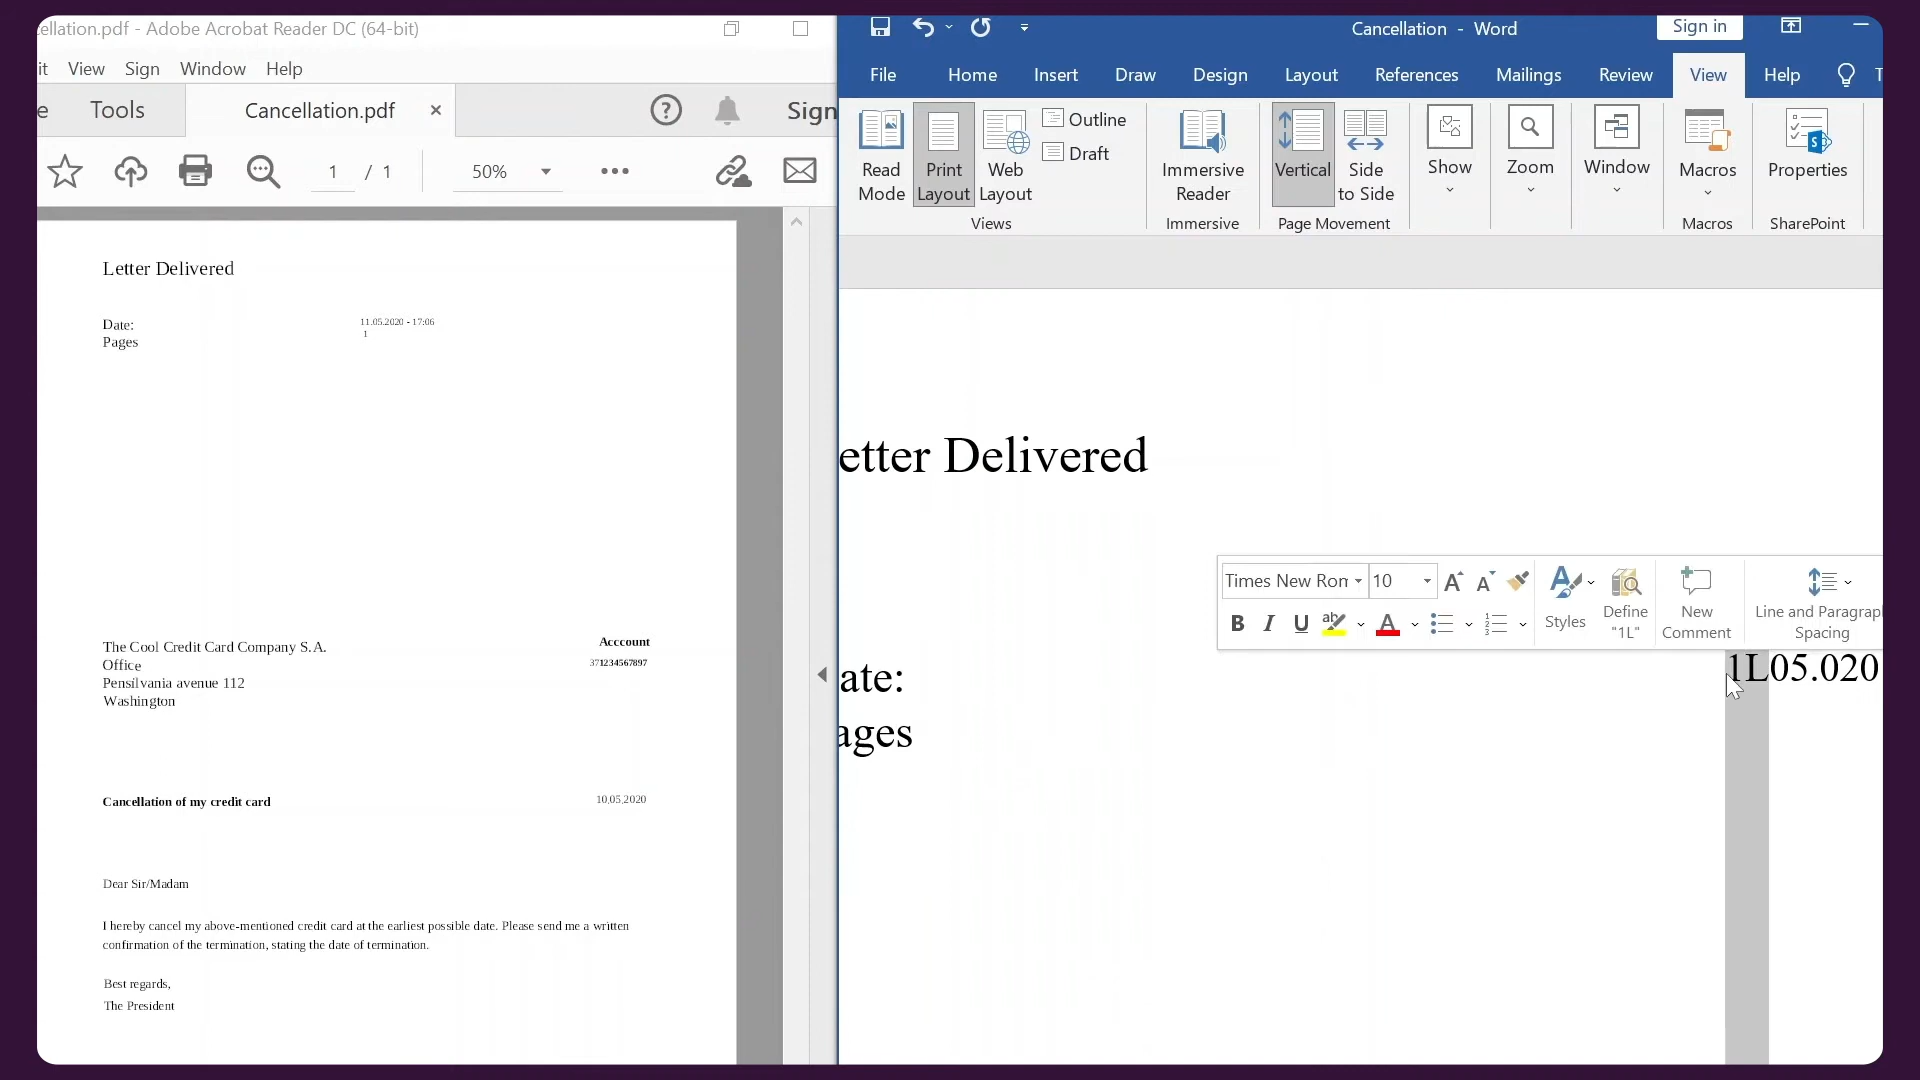 ellation.pdf - Adobe Acrobat Reader DC (64-bit)
it View Sign Window Help
e Tools Cancellation.pdf × Sign
1 / 1 50%
Letter Delivered
Date: 11.05.2020 - 17:06
Pages 1
The Cool Credit Card Company S.A. Acccount
Office 371234567897
Pensílvania avenue 112
Washington
Cancellation of my credit card 10,05,2020
Dear Sir/Madam
I hereby cancel my above-mentioned credit card at the earliest possible date. Please send me a written
confirmation of the termination, stating the date of termination.
Best regards,
The President
Cancellation - Word Sign in
File Home Insert Draw Design Layout References Mailings Review View Help T
Read Mode Print Layout Web Layout Outline Draft Immersive Reader Vertical Side to Side Show Zoom Window Macros Properties
Views Immersive Page Movement Macros SharePoint
etter Delivered
Times New Ron 10
B I U ab A Styles Define "1L" New Comment Line and Paragraph Spacing
1L05.020
ate:
ages